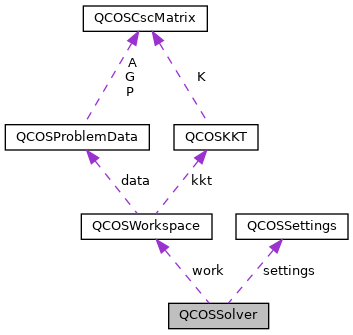 QCOSCscMatrix
A
G
P
K
QCOSProblemData
QCOSKKT
data
kkt
QCOSWorkspace
QCOSSettings
work
settings
QCOSSolver